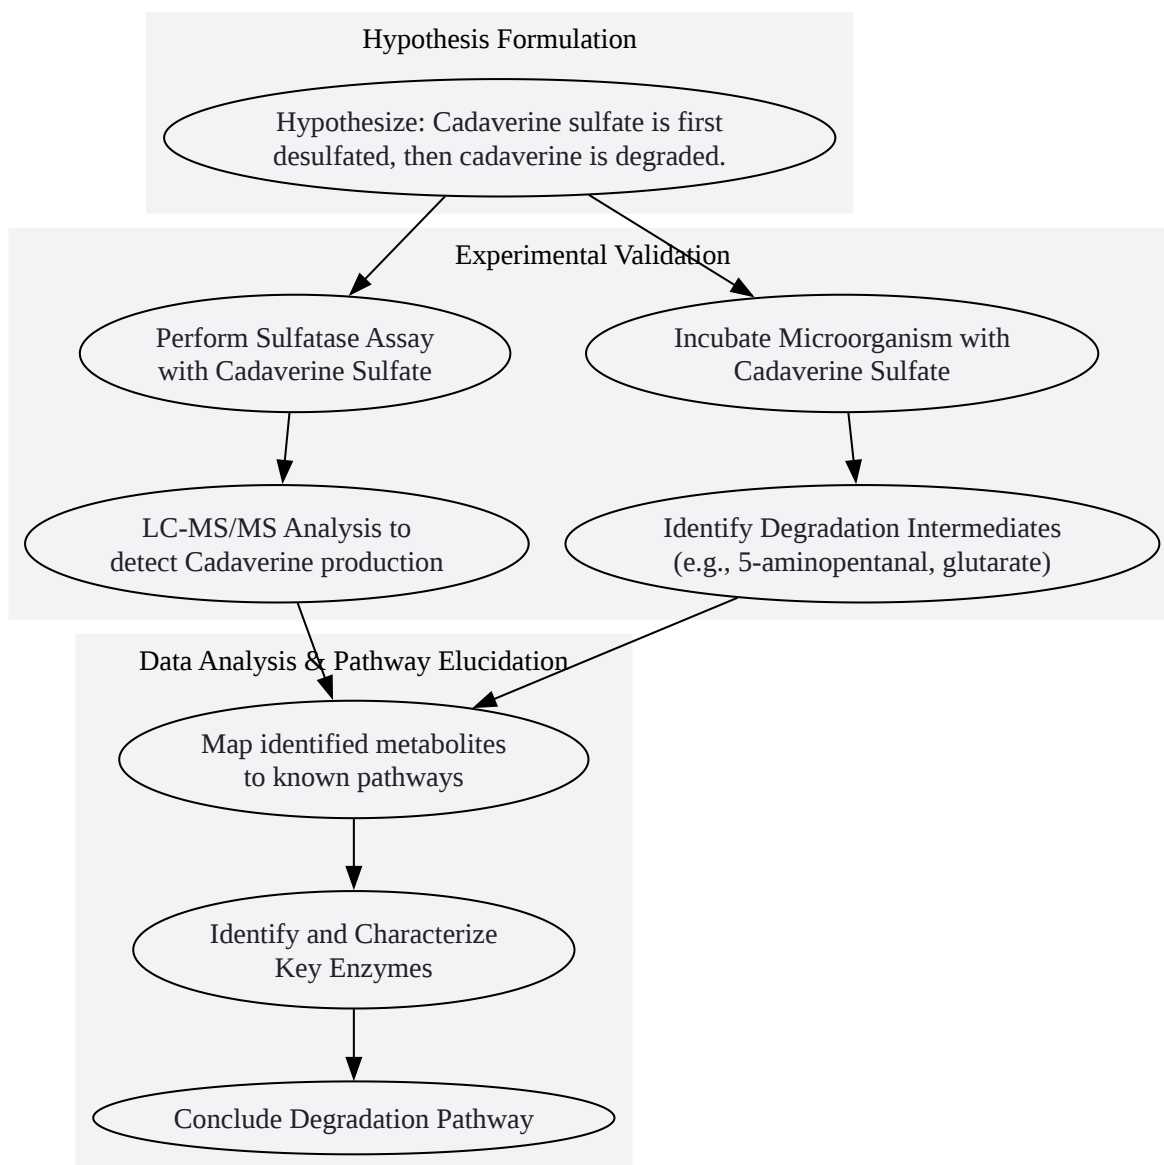 Hypothesis Formulation
Hypothesize: Cadaverine sulfate is first
desulfated, then cadaverine is degraded.
Experimental Validation
Perform Sulfatase Assay
with Cadaverine Sulfate
Incubate Microorganism with
Cadaverine Sulfate
LC-MS/MS Analysis to
detect Cadaverine production
Identify Degradation Intermediates
(e.g., 5-aminopentanal, glutarate)
Data Analysis & Pathway Elucidation
Map identified metabolites
to known pathways
Identify and Characterize
Key Enzymes
Conclude Degradation Pathway